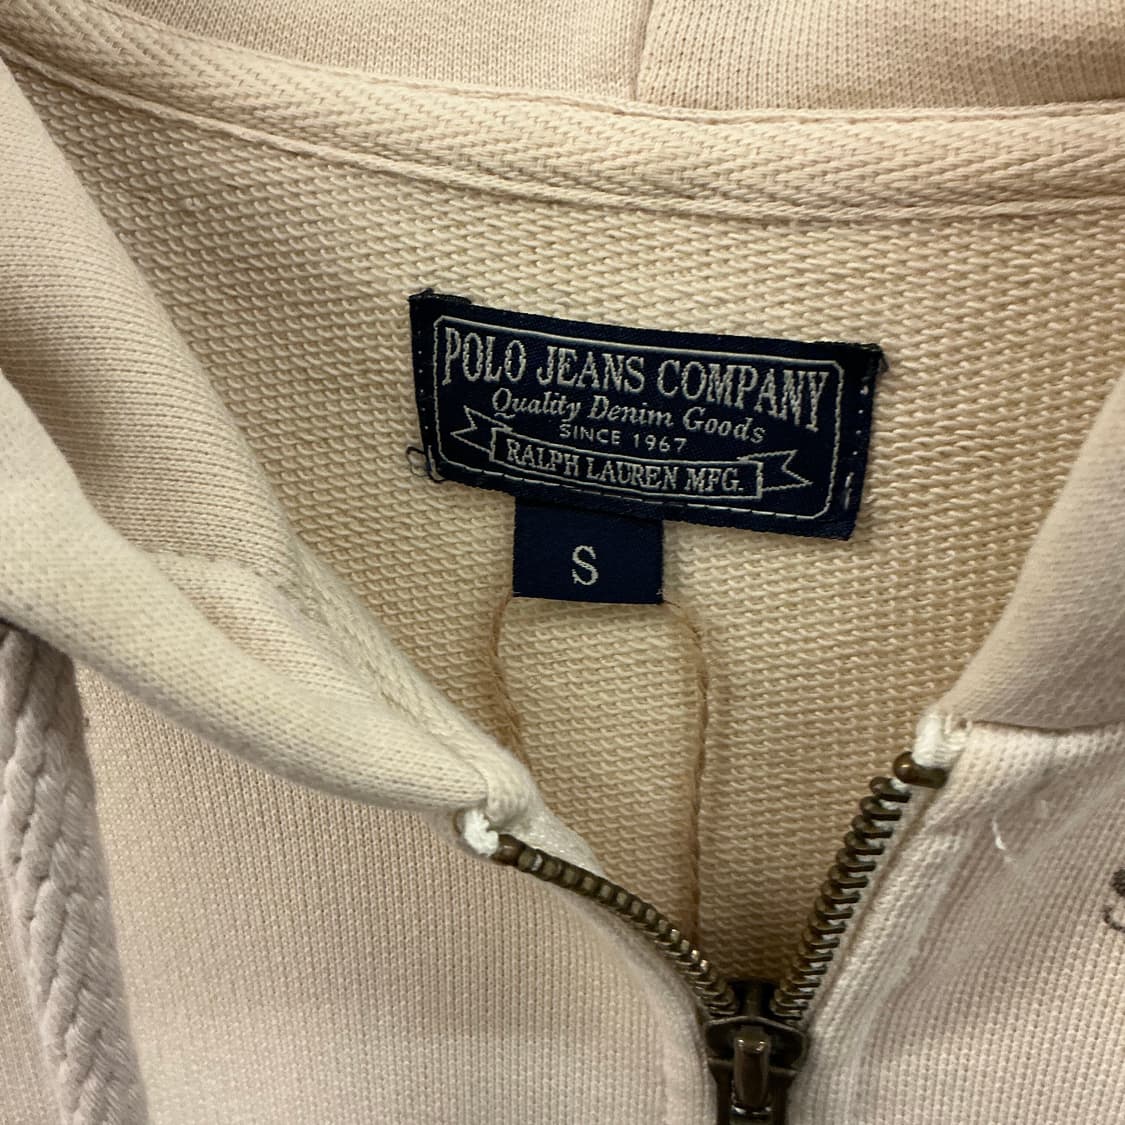 POLO JEANS COMPANY
Quality Denim Goods
SINCE 1967
RALPH LAUREN MFG.
S